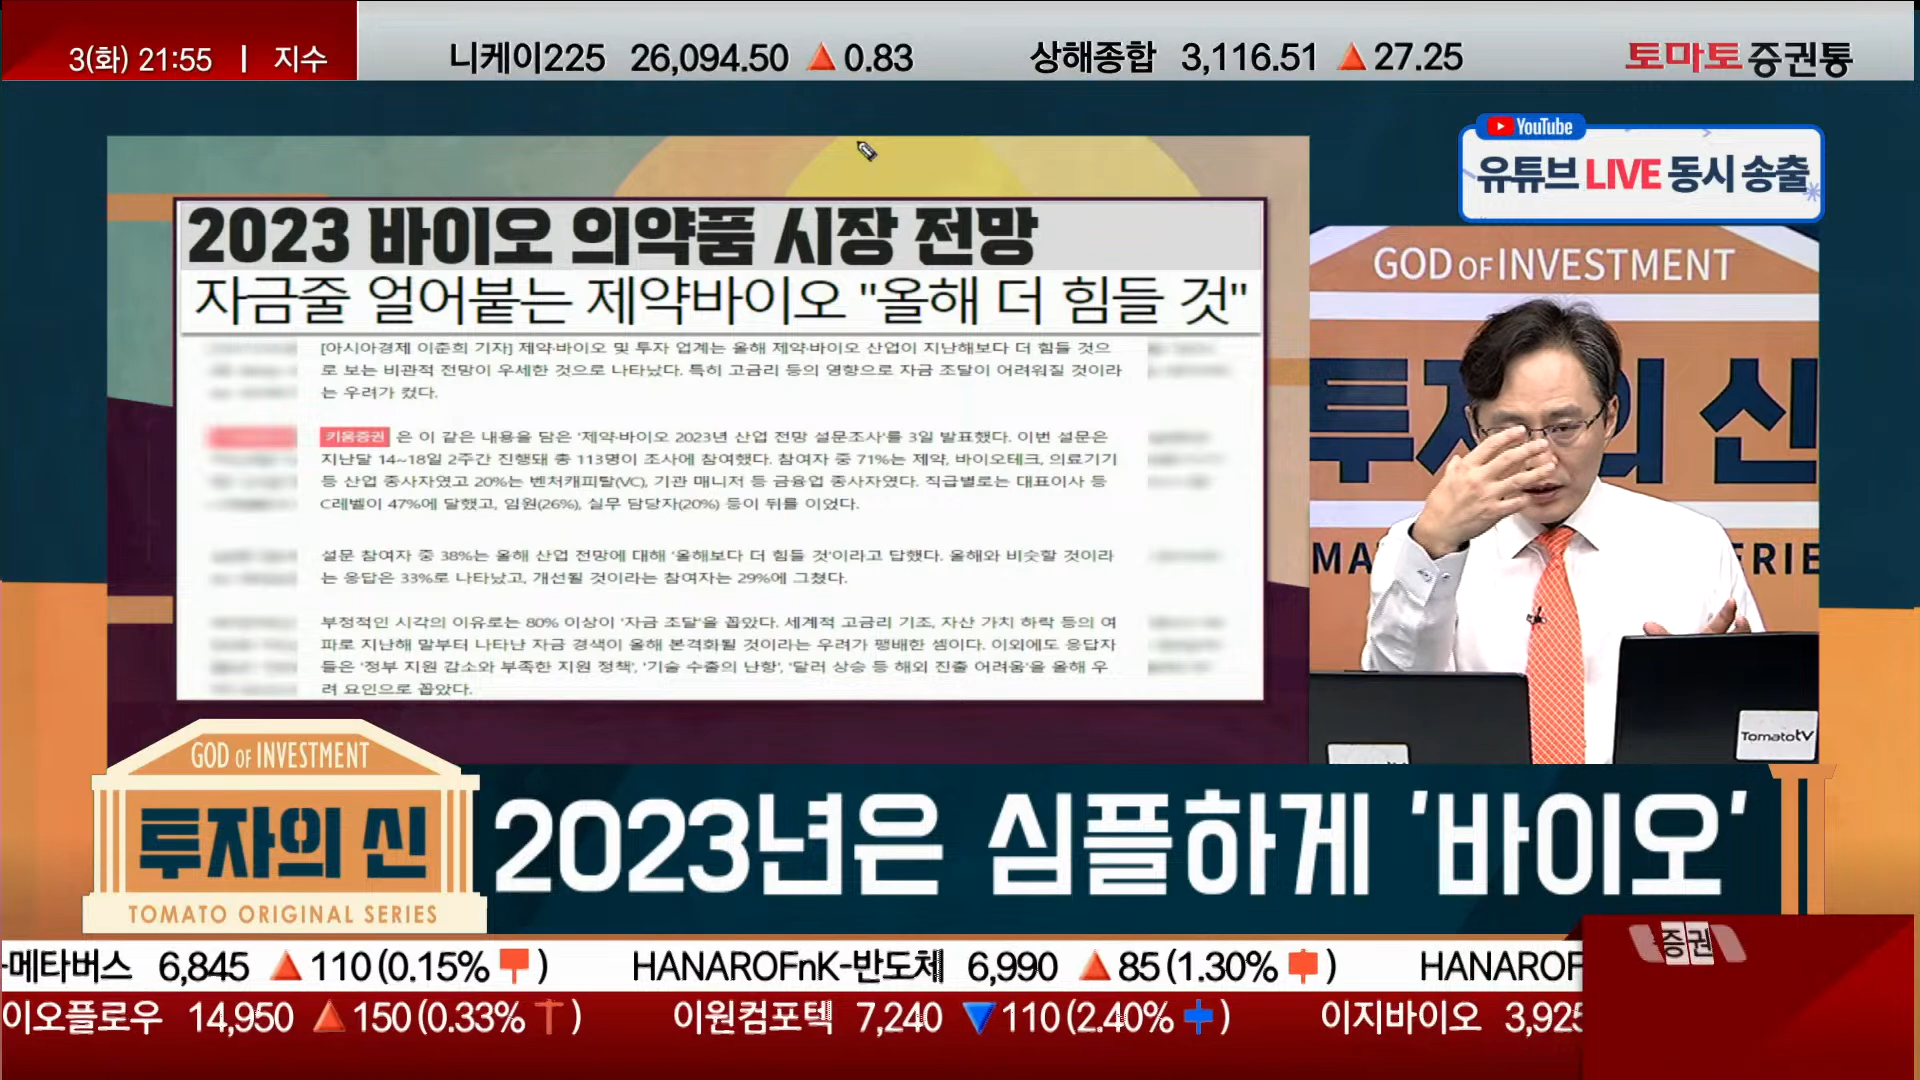 3(화) 21:55 | 지수
니케이225 26,094.50 ▲ 0.83 상해종합 3,116.51 ▲ 27.25
토마토증권통
YouTube
유튜브 LIVE 동시 송출
2023 바이오 의약품 시장 전망
자금줄 얼어붙는 제약바이오 "올해 더 힘들 것"
[아시아경제 이준희 기자] 제약·바이오 및 투자 업계는 올해 제약·바이오 산업이 지난해보다 더 힘들 것으
로 보는 비관적 전망이 우세한 것으로 나타났다. 특히 고금리 등의 영향으로 자금 조달이 어려워질 것이라
는 우려가 컸다.
키움증권 은 이 같은 내용을 담은 '제약·바이오 2023년 산업 전망 설문조사'를 3일 발표했다. 이번 설문은
지난달 14~18일 2주간 진행돼 총 113명이 조사에 참여했다. 참여자 중 71%는 제약, 바이오테크, 의료기기
등 산업 종사자였고 20%는 벤처캐피탈(VC), 기관 매니저 등 금융업 종사자였다. 직급별로는 대표이사 등
C레벨이 47%에 달했고, 임원(26%), 실무 담당자(20%) 등이 뒤를 이었다.
설문 참여자 중 38%는 올해 산업 전망에 대해 '올해보다 더 힘들 것'이라고 답했다. 올해와 비슷할 것이라
는 응답은 33%로 나타났고, 개선될 것이라는 참여자는 29%에 그쳤다.
부정적인 시각의 이유로는 80% 이상이 '자금 조달'을 꼽았다. 세계적 고금리 기조, 자산 가치 하락 등의 여
파로 지난해 말부터 나타난 자금 경색이 올해 본격화될 것이라는 우려가 팽배한 셈이다. 이외에도 응답자
들은 '정부 지원 감소와 부족한 지원 정책', '기술 수출의 난항', '달러 상승 등 해외 진출 어려움'을 올해 우
려 요인으로 꼽았다.
GOD OF INVESTMENT
투자의 신
MA RIE
TomatoTV
GOD OF INVESTMENT
투자의 신
TOMATO ORIGINAL SERIES
2023년은 심플하게 '바이오'
-메타버스 6,845 ▲110(0.15%) HANAROFnK-반도체 6,990 ▲85(1.30%) HANAROF
이오플로우 14,950 ▲150(0.33%) 이원컴포텍 7,240 ▼110(2.40%) 이지바이오 3,925
증권